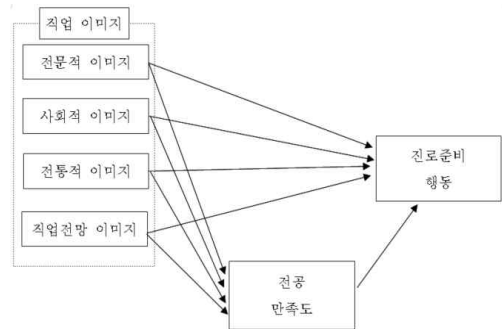 직업 이미지
전문적 이미지
사회적 이미지
전통적 이미지
직업전망 이미지
진로준비
행동
전공
만족도